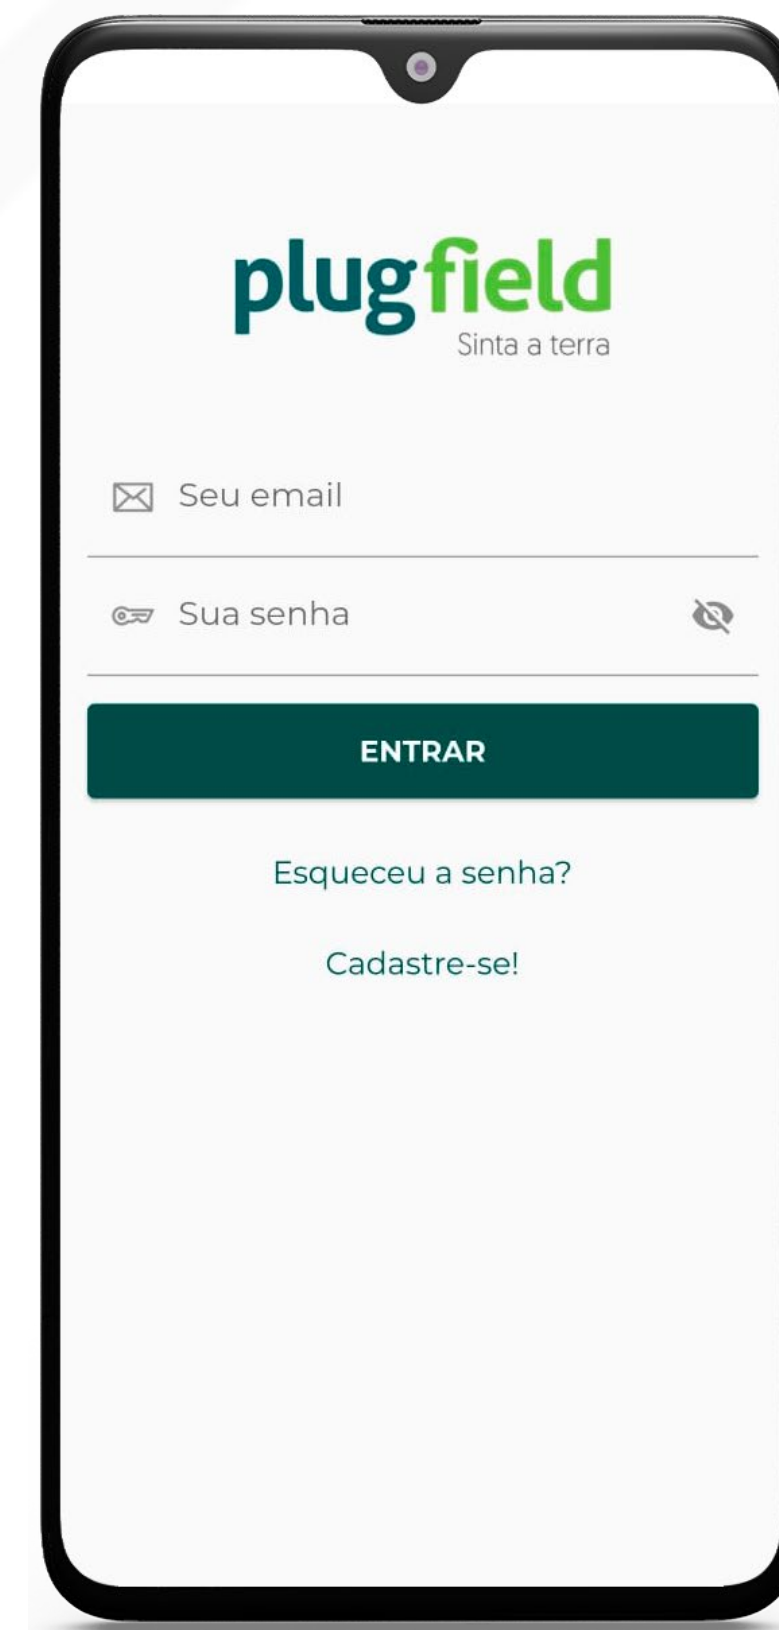 plugfield
Sinta a terra
Seu email
Sua senha
ENTRAR
Esqueceu a senha?
Cadastre-se!